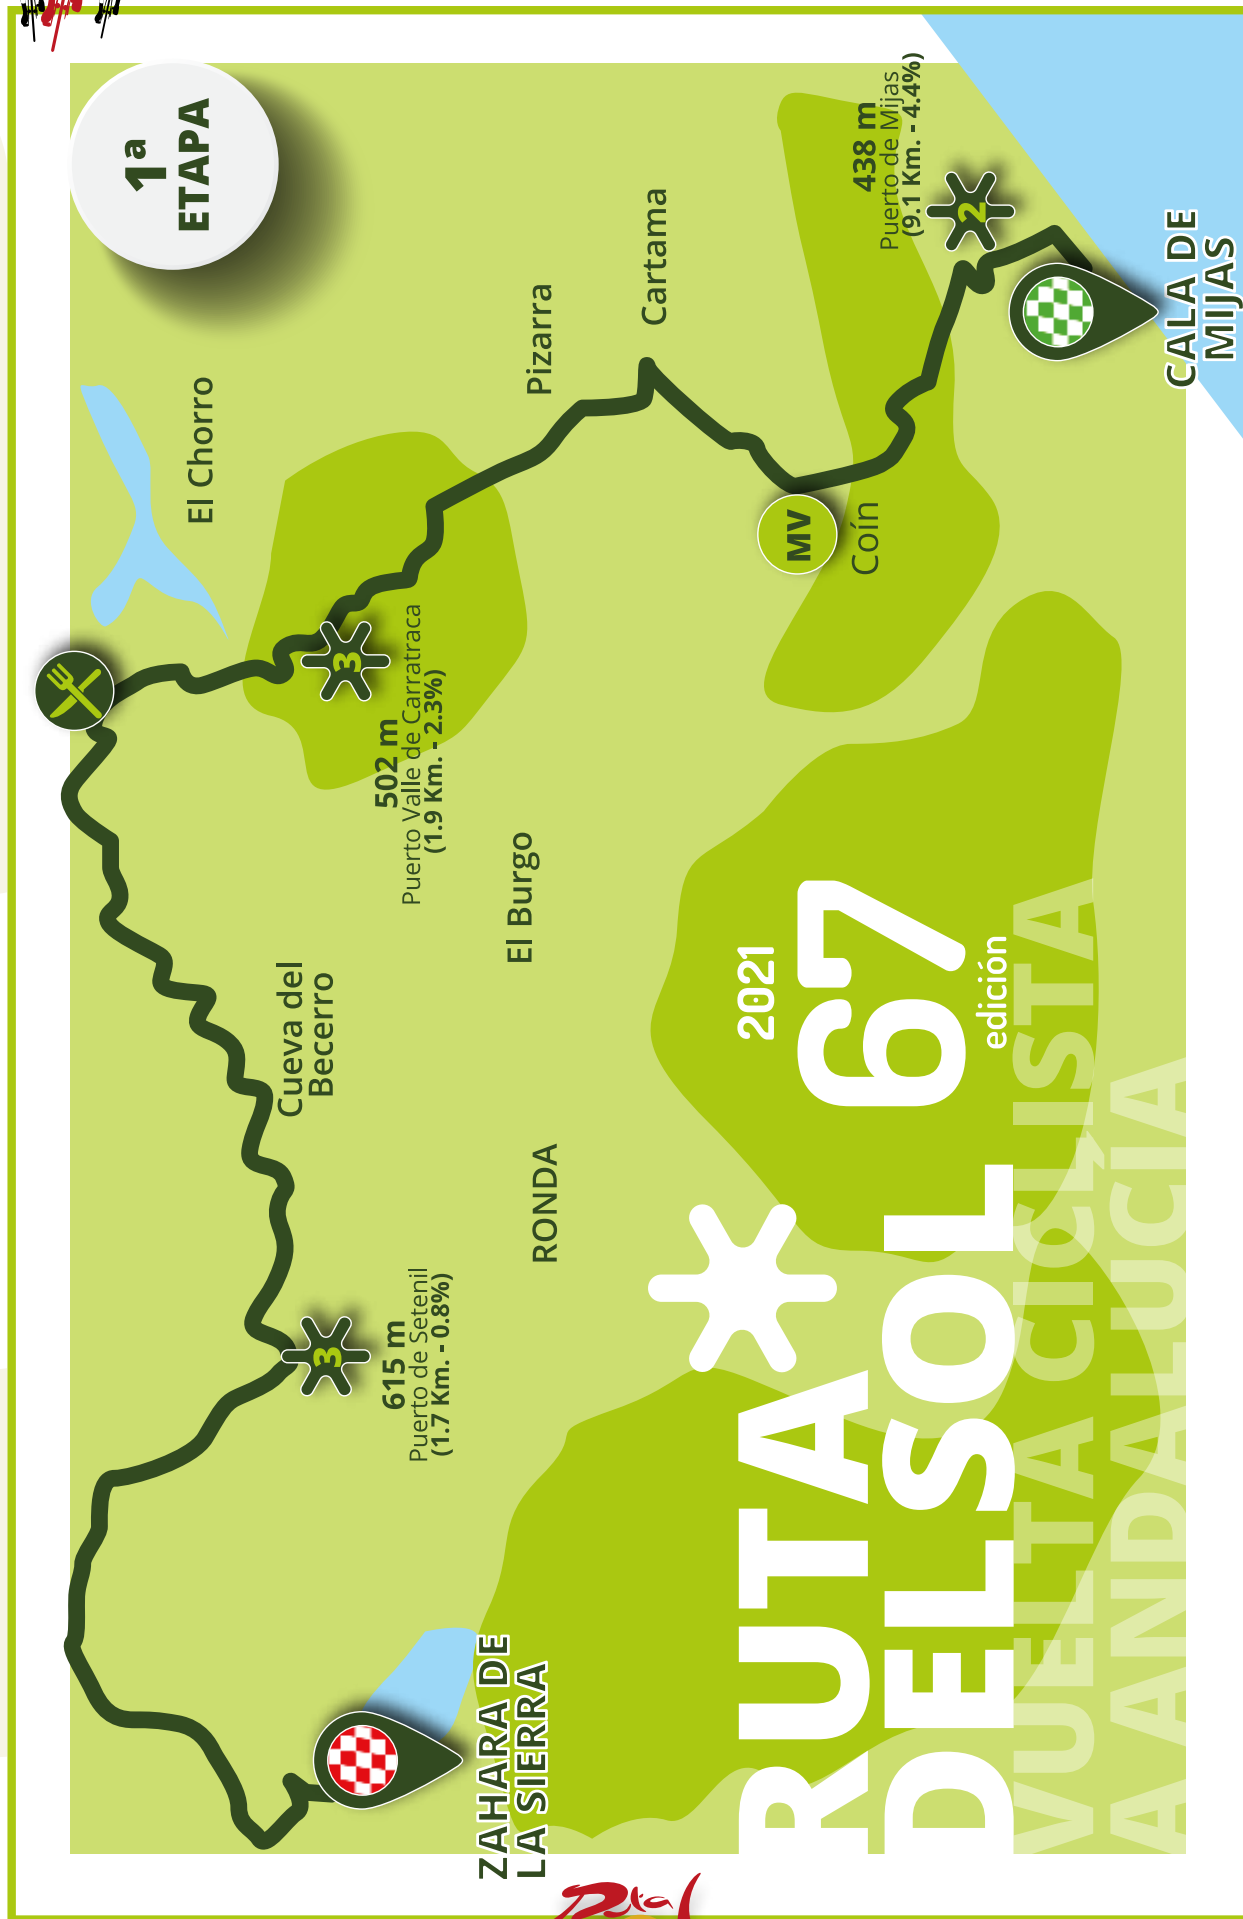 ZAHARA DE
LA SIERRA
615 m
Puerto de Setenil
(1.7 Km. - 0.8%)
Cueva del
Becerro
RONDA
El Burgo
502 m
Puerto Valle de Carratraca
(1.9 Km. - 2.3%)
El Chorro
1ª
ETAPA
Pizarra
Cartama
MV
Coín
438 m
Puerto de Mijas
(9.1 Km. - 4.4%)
CALA DE
MIJAS
3
3
2
2021
67
edición
RUTA
DELSOL
VUELTA CICLISTA
A ANDALUCÍA